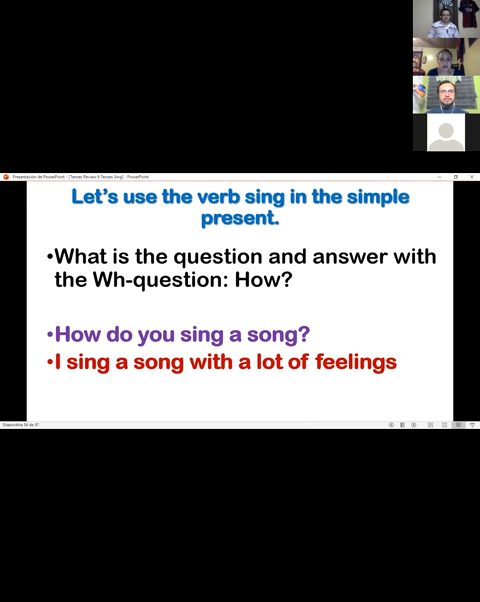 Presentación de PowerPoint - [Tenses Review 6 Tenses Sing] - PowerPoint
Let's use the verb sing in the simple
present.
•What is the question and answer with
the Wh-question: How?
•How do you sing a song?
•I sing a song with a lot of feelings